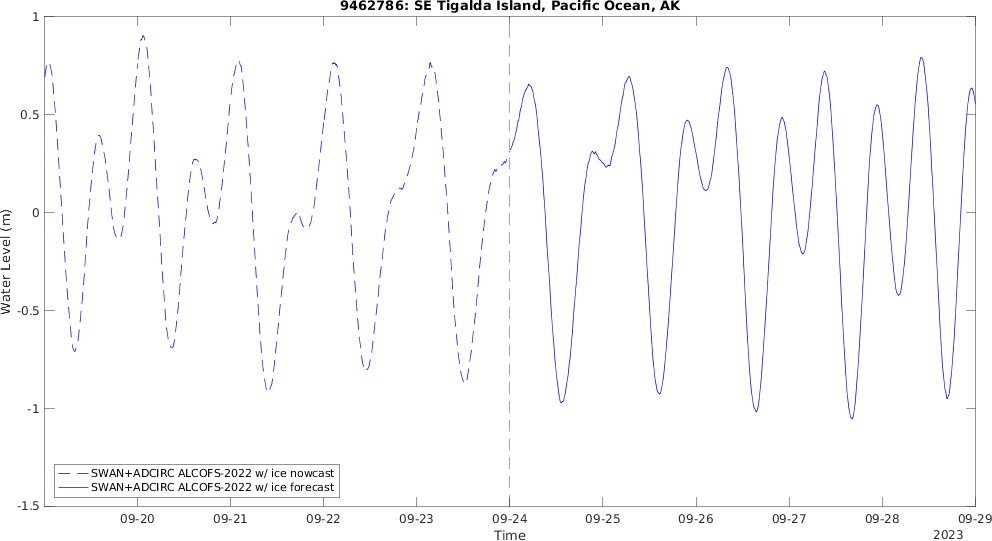 9462786: SE Tigalda Island, Pacific Ocean, AK
1
0.5
0
-0.5
-1
-1.5
Water Level (m)
SWAN+ADCIRC ALCOFS-2022 w/ ice nowcast
SWAN+ADCIRC ALCOFS-2022 w/ ice forecast
09-20 09-21 09-22 09-23 09-24 09-25 09-26 09-27 09-28 09-29
Time
2023